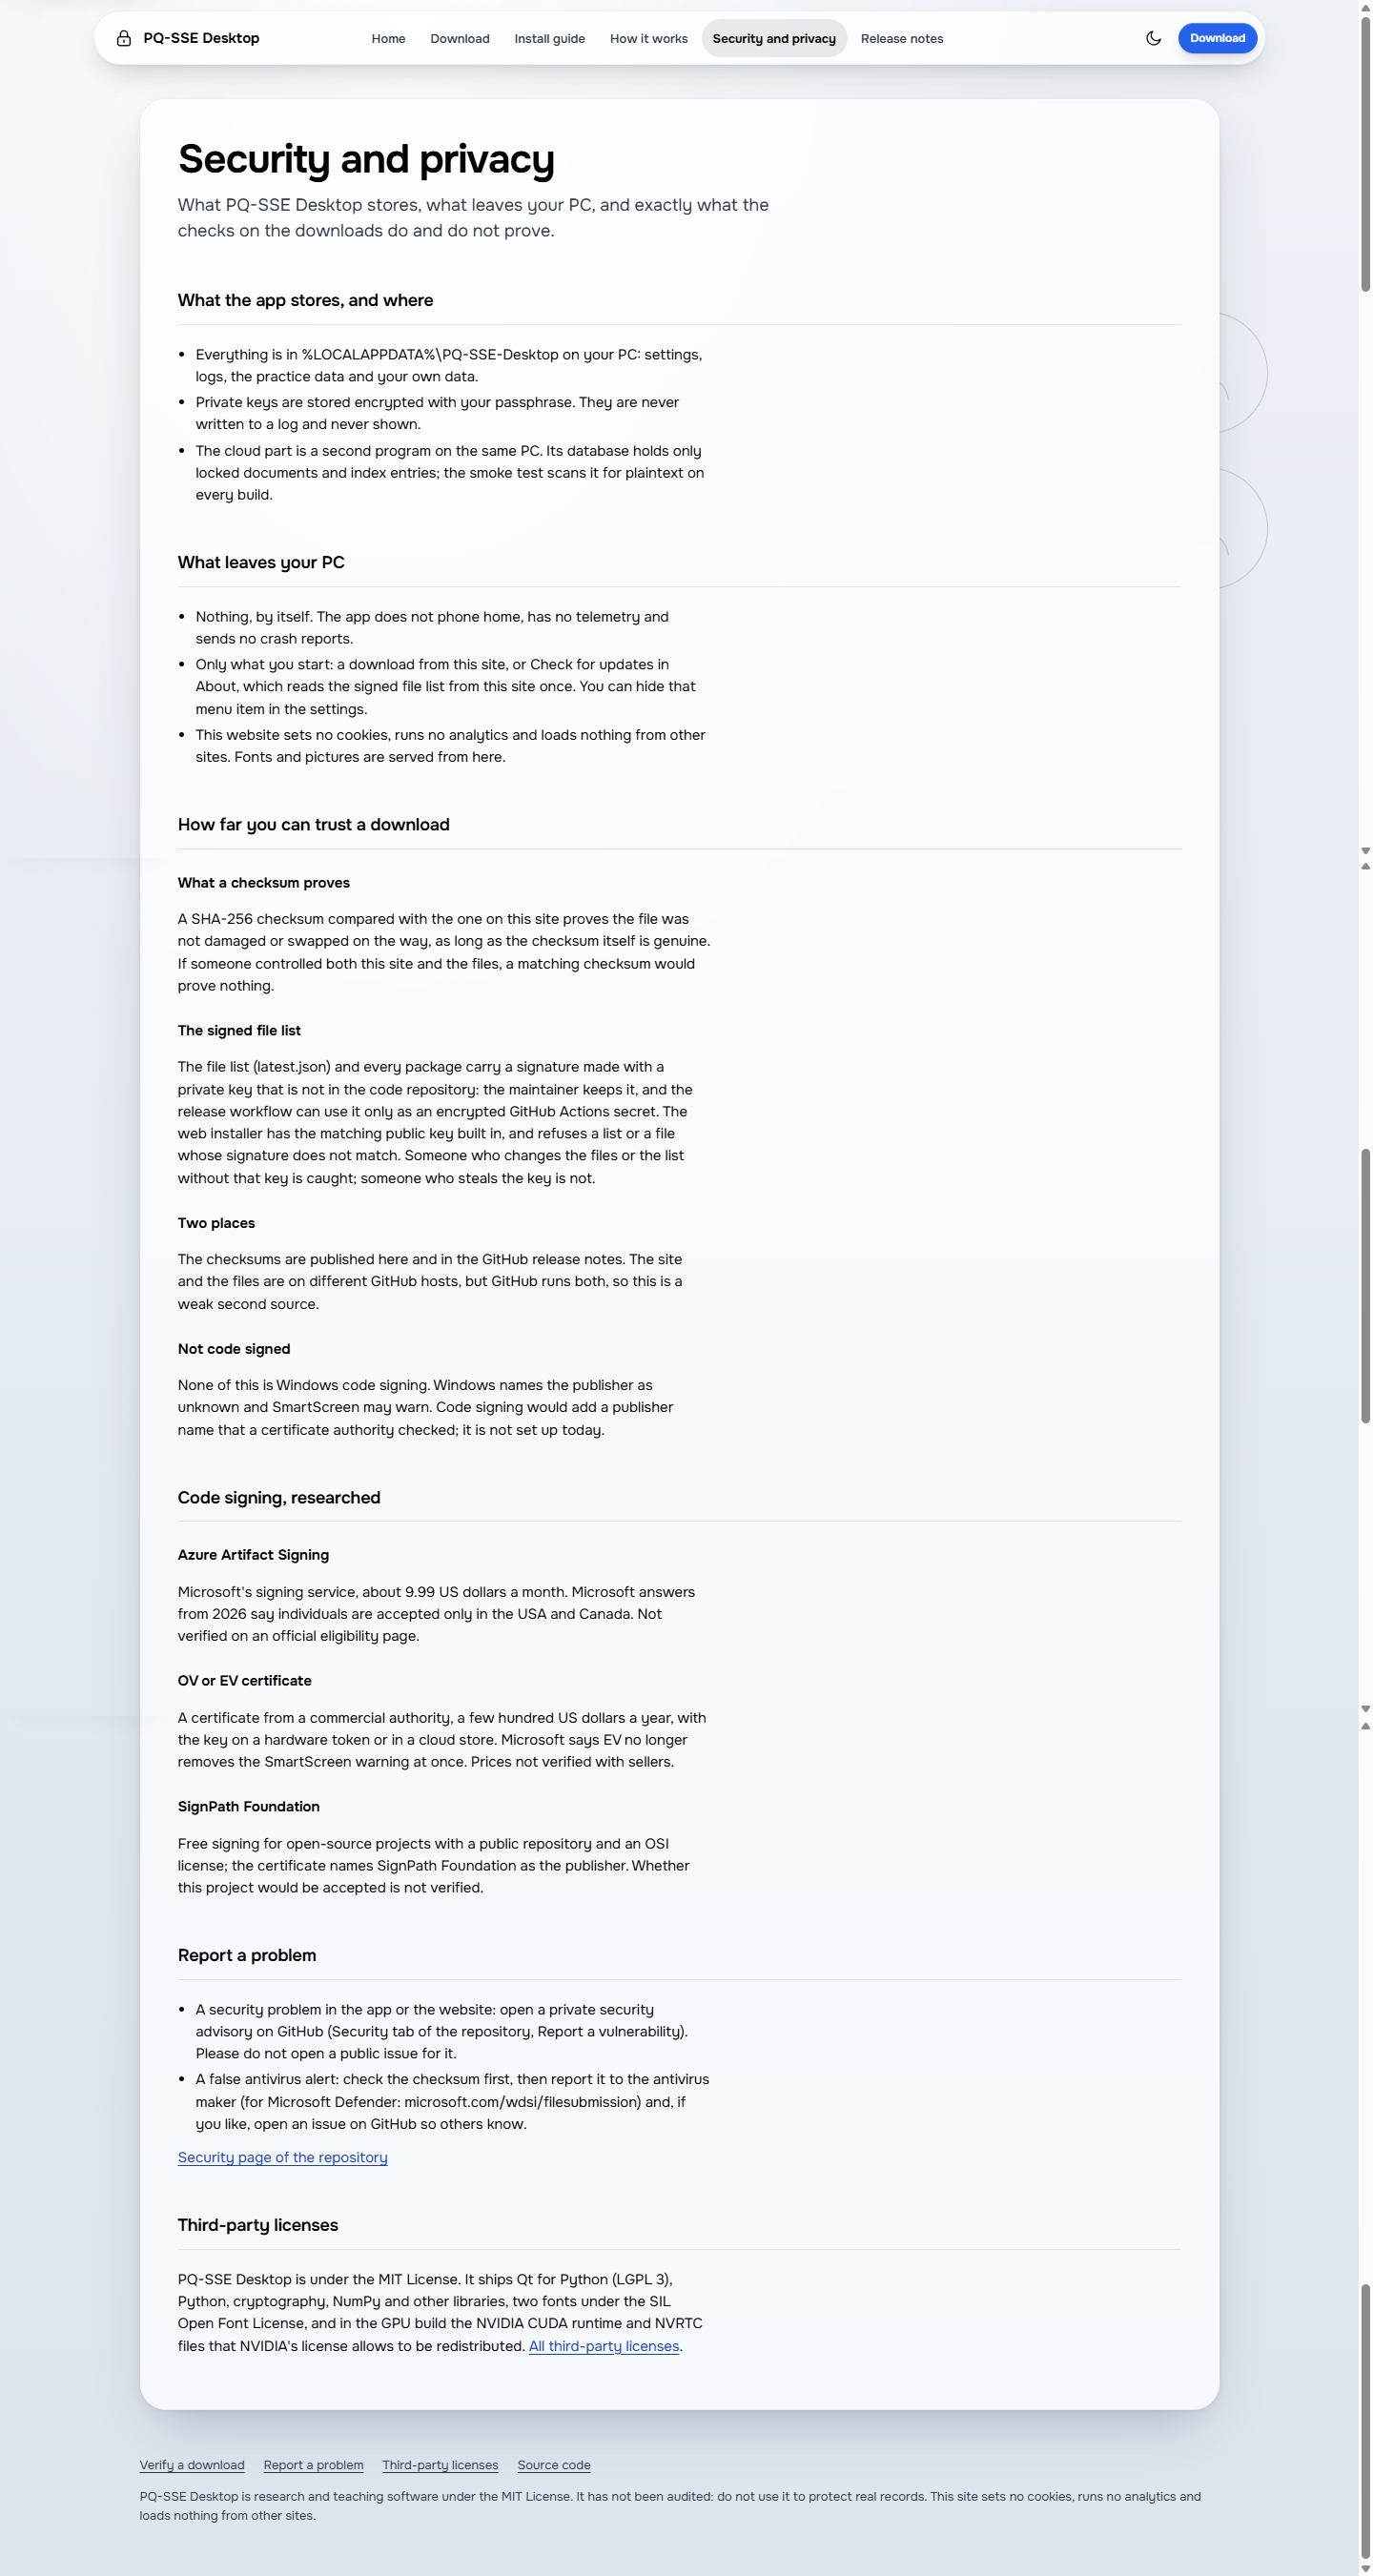 PQ-SSE Desktop
Home Download Install guide How it works Security and privacy Release notes
Download
Security and privacy
What PQ-SSE Desktop stores, what leaves your PC, and exactly what the
checks on the downloads do and do not prove.
What the app stores, and where
• Everything is in %LOCALAPPDATA%\PQ-SSE-Desktop on your PC: settings,
logs, the practice data and your own data.
• Private keys are stored encrypted with your passphrase. They are never
written to a log and never shown.
• The cloud part is a second program on the same PC. Its database holds only
locked documents and index entries; the smoke test scans it for plaintext on
every build.
What leaves your PC
• Nothing, by itself. The app does not phone home, has no telemetry and
sends no crash reports.
• Only what you start: a download from this site, or Check for updates in
About, which reads the signed file list from this site once. You can hide that
menu item in the settings.
• This website sets no cookies, runs no analytics and loads nothing from other
sites. Fonts and pictures are served from here.
How far you can trust a download
What a checksum proves
A SHA-256 checksum compared with the one on this site proves the file was
not damaged or swapped on the way, as long as the checksum itself is genuine.
If someone controlled both this site and the files, a matching checksum would
prove nothing.
The signed file list
The file list (latest.json) and every package carry a signature made with a
private key that is not in the code repository: the maintainer keeps it, and the
release workflow can use it only as an encrypted GitHub Actions secret. The
web installer has the matching public key built in, and refuses a list or a file
whose signature does not match. Someone who changes the files or the list
without that key is caught; someone who steals the key is not.
Two places
The checksums are published here and in the GitHub release notes. The site
and the files are on different GitHub hosts, but GitHub runs both, so this is a
weak second source.
Not code signed
None of this is Windows code signing. Windows names the publisher as
unknown and SmartScreen may warn. Code signing would add a publisher
name that a certificate authority checked; it is not set up today.
Code signing, researched
Azure Artifact Signing
Microsoft's signing service, about 9.99 US dollars a month. Microsoft answers
from 2026 say individuals are accepted only in the USA and Canada. Not
verified on an official eligibility page.
OV or EV certificate
A certificate from a commercial authority, a few hundred US dollars a year, with
the key on a hardware token or in a cloud store. Microsoft says EV no longer
removes the SmartScreen warning at once. Prices not verified with sellers.
SignPath Foundation
Free signing for open-source projects with a public repository and an OSI
license; the certificate names SignPath Foundation as the publisher. Whether
this project would be accepted is not verified.
Report a problem
• A security problem in the app or the website: open a private security
advisory on GitHub (Security tab of the repository, Report a vulnerability).
Please do not open a public issue for it.
• A false antivirus alert: check the checksum first, then report it to the antivirus
maker (for Microsoft Defender: microsoft.com/wdsi/filesubmission) and, if
you like, open an issue on GitHub so others know.
Security page of the repository
Third-party licenses
PQ-SSE Desktop is under the MIT License. It ships Qt for Python (LGPL 3),
Python, cryptography, NumPy and other libraries, two fonts under the SIL
Open Font License, and in the GPU build the NVIDIA CUDA runtime and NVRTC
files that NVIDIA's license allows to be redistributed. All third-party licenses.
Verify a download Report a problem Third-party licenses Source code
PQ-SSE Desktop is research and teaching software under the MIT License. It has not been audited: do not use it to protect real records. This site sets no cookies, runs no analytics and
loads nothing from other sites.